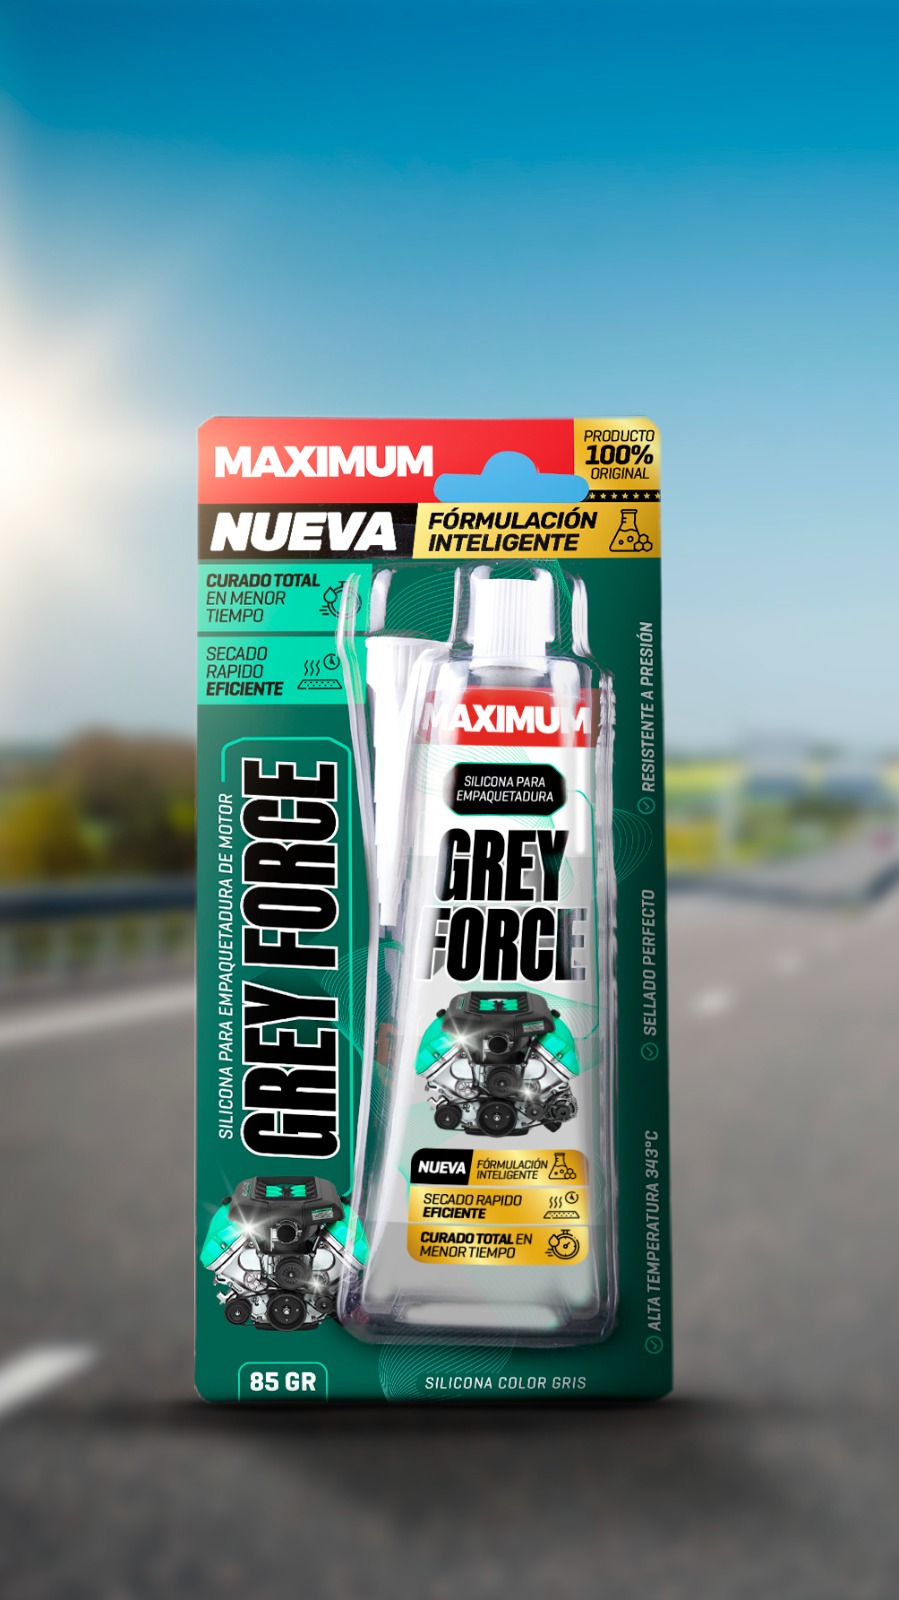 MAXIMUM
PRODUCTO
100%
ORIGINAL
NUEVA
FÓRMULACIÓN
INTELIGENTE
CURADO TOTAL
EN MENOR
TIEMPO
SECADO
RAPIDO
EFICIENTE
SILICONA PARA EMPAQUETADURA DE MOTOR
GREY FORCE
85 GR
MAXIMUM
SILICONA PARA
EMPAQUETADURA
GREY
FORCE
NUEVA
FÓRMULACIÓN
INTELIGENTE
SECADO RAPIDO
EFICIENTE
CURADO TOTAL EN
MENOR TIEMPO
RESISTENTE A PRESIÓN
SELLADO PERFECTO
ALTA TEMPERATURA 343ºC
SILICONA COLOR GRIS